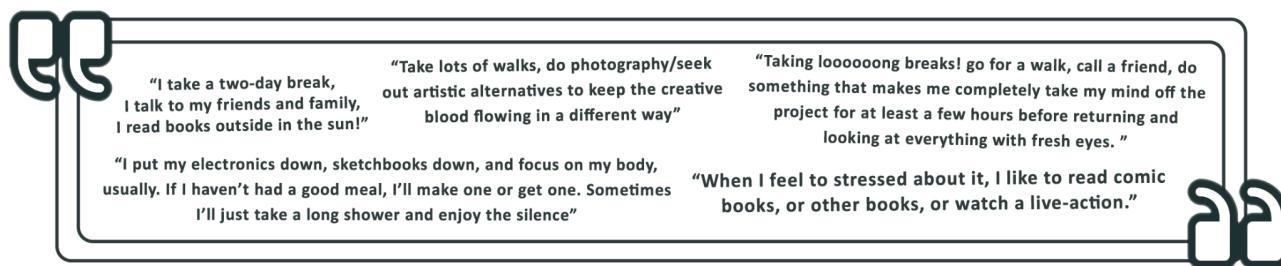 “I take a two-day break,
I talk to my friends and family,
I read books outside in the sun!”
“Take lots of walks, do photography/seek
out artistic alternatives to keep the creative
blood flowing in a different way”
“Taking loooooong breaks! go for a walk, call a friend, do
something that makes me completely take my mind off the
project for at least a few hours before returning and
looking at everything with fresh eyes. ”
“I put my electronics down, sketchbooks down, and focus on my body,
usually. If I haven’t had a good meal, I’ll make one or get one. Sometimes
I’ll just take a long shower and enjoy the silence”
“When I feel to stressed about it, I like to read comic
books, or other books, or watch a live-action.”